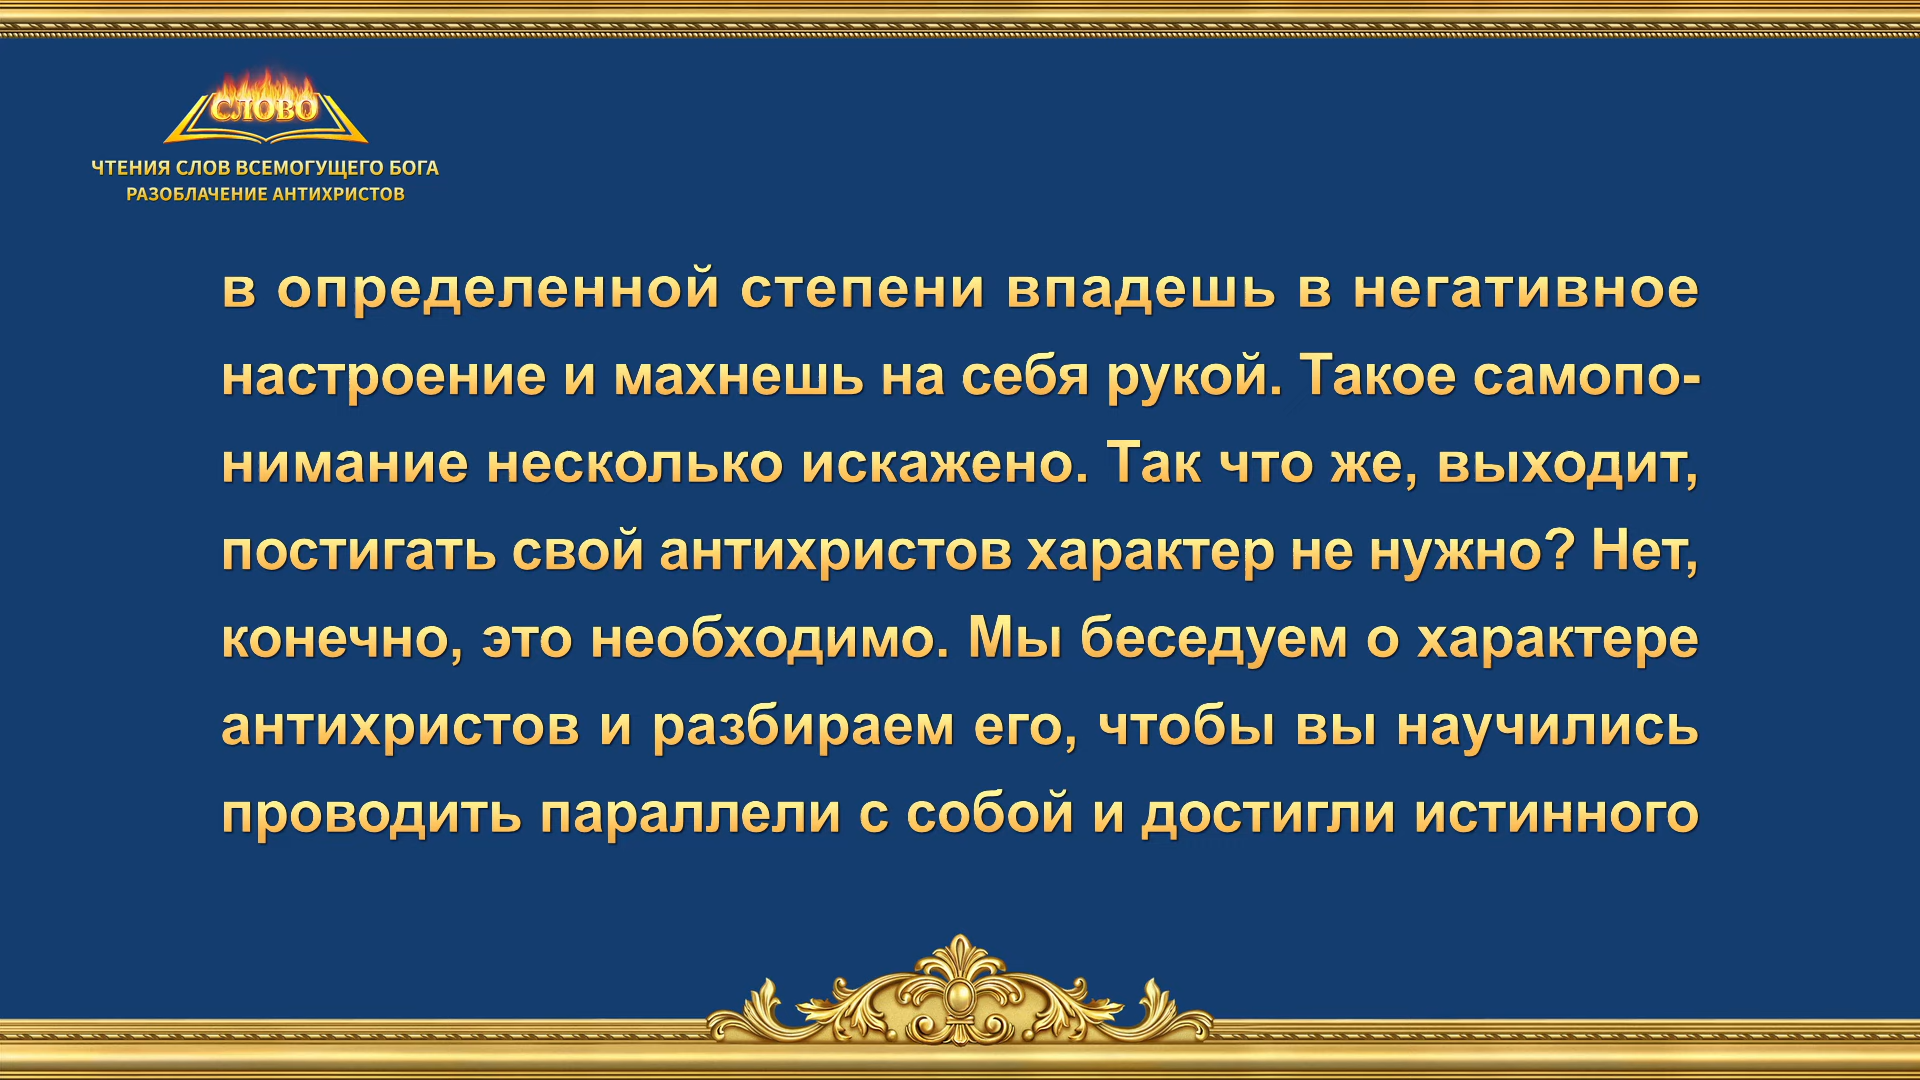 СЛОВО
ЧТЕНИЯ СЛОВ ВСЕМОГУЩЕГО БОГА
РАЗОБЛАЧЕНИЕ АНТИХРИСТОВ
в определенной степени впадешь в негативное
настроение и махнешь на себя рукой. Такое самопо-
нимание несколько искажено. Так что же, выходит,
постигать свой антихристов характер не нужно? Нет,
конечно, это необходимо. Мы беседуем о характере
антихристов и разбираем его, чтобы вы научились
проводить параллели с собой и достигли истинного